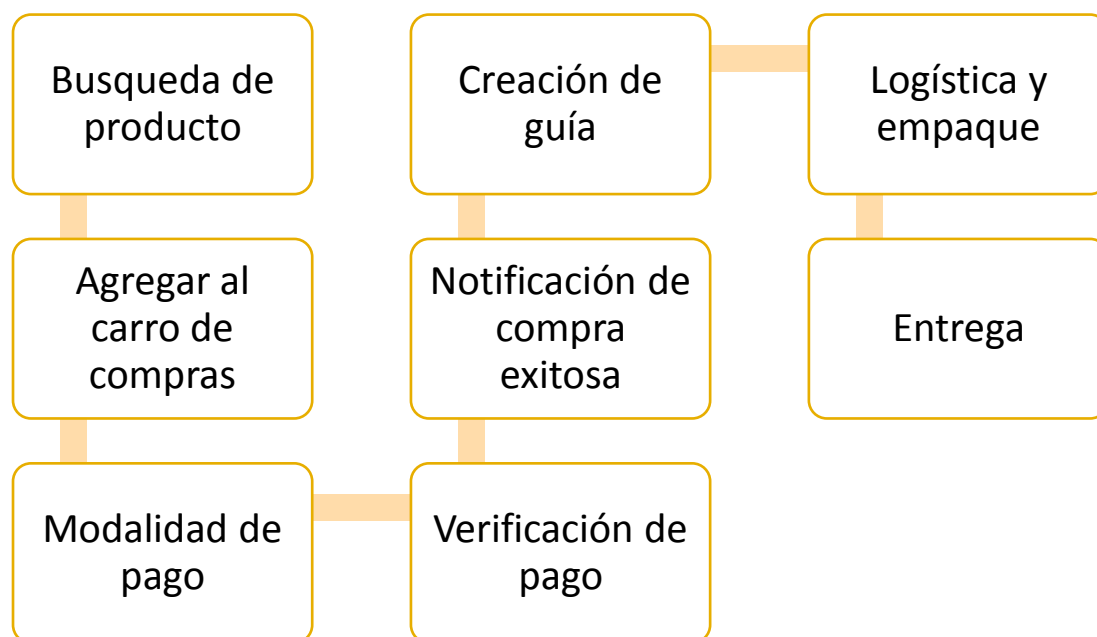 Busqueda de
producto
Agregar al
carro de
compras
Modalidad de
pago
Verificación de
pago
Notificación de
compra
exitosa
Creación de
guía
Logística y
empaque
Entrega